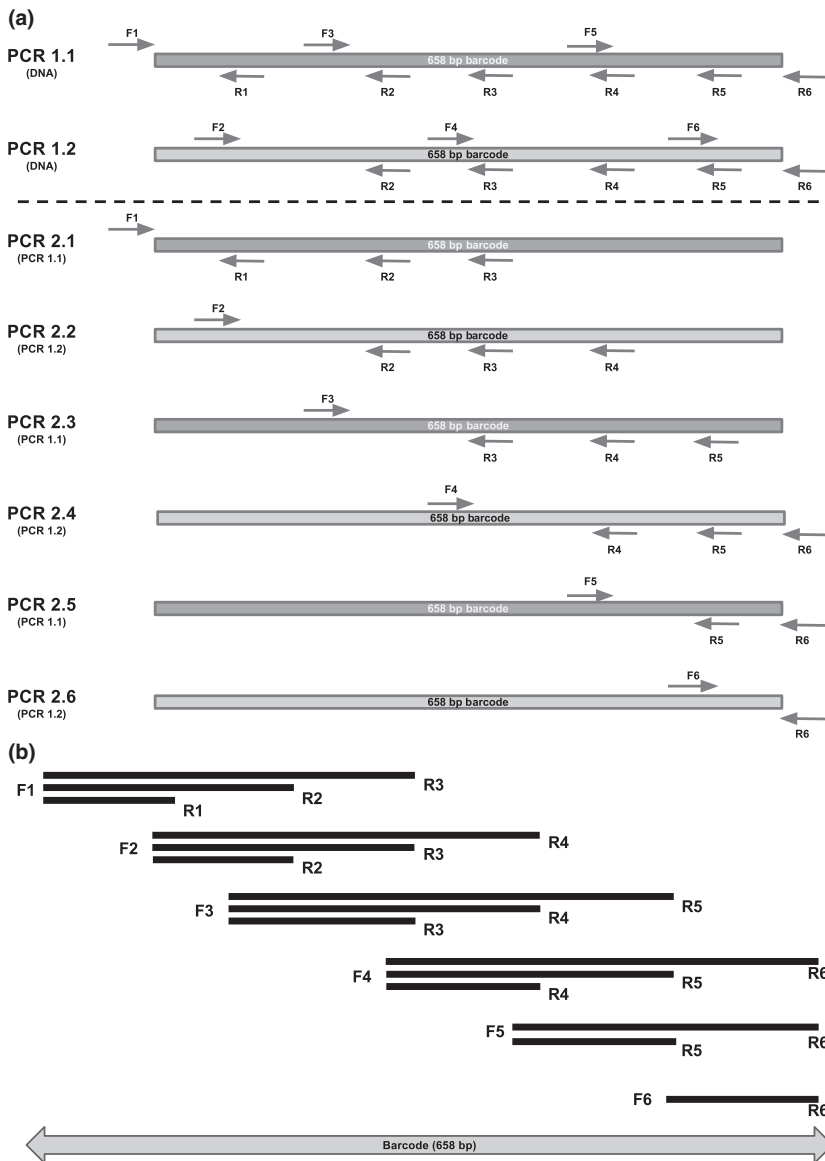 (a)
F1 F3 F5
PCR 1.1
(DNA)
658 bp barcode
R1 R2 R3 R4 R5 R6
F2 F4 F6
PCR 1.2
(DNA)
658 bp barcode
R2 R3 R4 R5 R6
F1
PCR 2.1
(PCR 1.1)
658 bp barcode
R1 R2 R3
F2
PCR 2.2
(PCR 1.2)
658 bp barcode
R2 R3 R4
F3
PCR 2.3
(PCR 1.1)
658 bp barcode
R3 R4 R5
F4
PCR 2.4
(PCR 1.2)
658 bp barcode
R4 R5 R6
F5
PCR 2.5
(PCR 1.1)
658 bp barcode
R5 R6
F6
PCR 2.6
(PCR 1.2)
658 bp barcode
R6
(b)
F1 R3
R2
R1
F2 R4
R3
R2
F3 R5
R4
R3
F4 R6
R5
R4
F5 R6
R5
F6 R6
Barcode (658 bp)